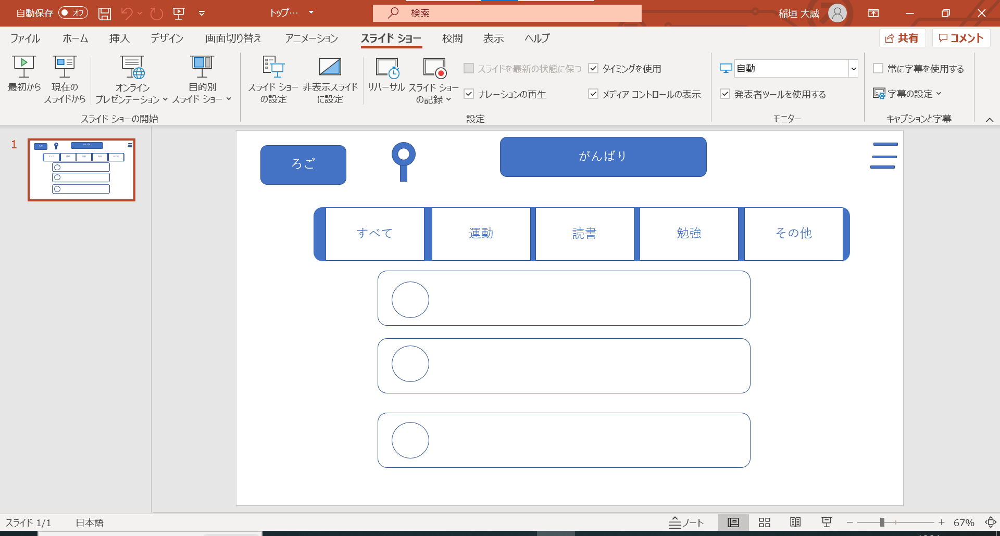 自動保存 オフ
トップ…
検索
稲垣 大誠
ファイル ホーム 挿入 デザイン 画面切り替え アニメーション スライド ショー 校閲 表示 ヘルプ 共有 コメント
最初から
現在の
スライドから
オンライン
プレゼンテーション
目的別
スライド ショー
スライド ショーの開始
スライド ショー
の設定
非表示スライド
に設定
リハーサル
スライド ショー
の記録
スライドを最新の状態に保つ
タイミングを使用
ナレーションの再生
メディア コントロールの表示
設定
自動
発表者ツールを使用する
モニター
常に字幕を使用する
字幕の設定
キャプションと字幕
1
ろご
がんばり
すべて 運動 読書 勉強 その他
スライド 1/1 日本語 ノート 67%